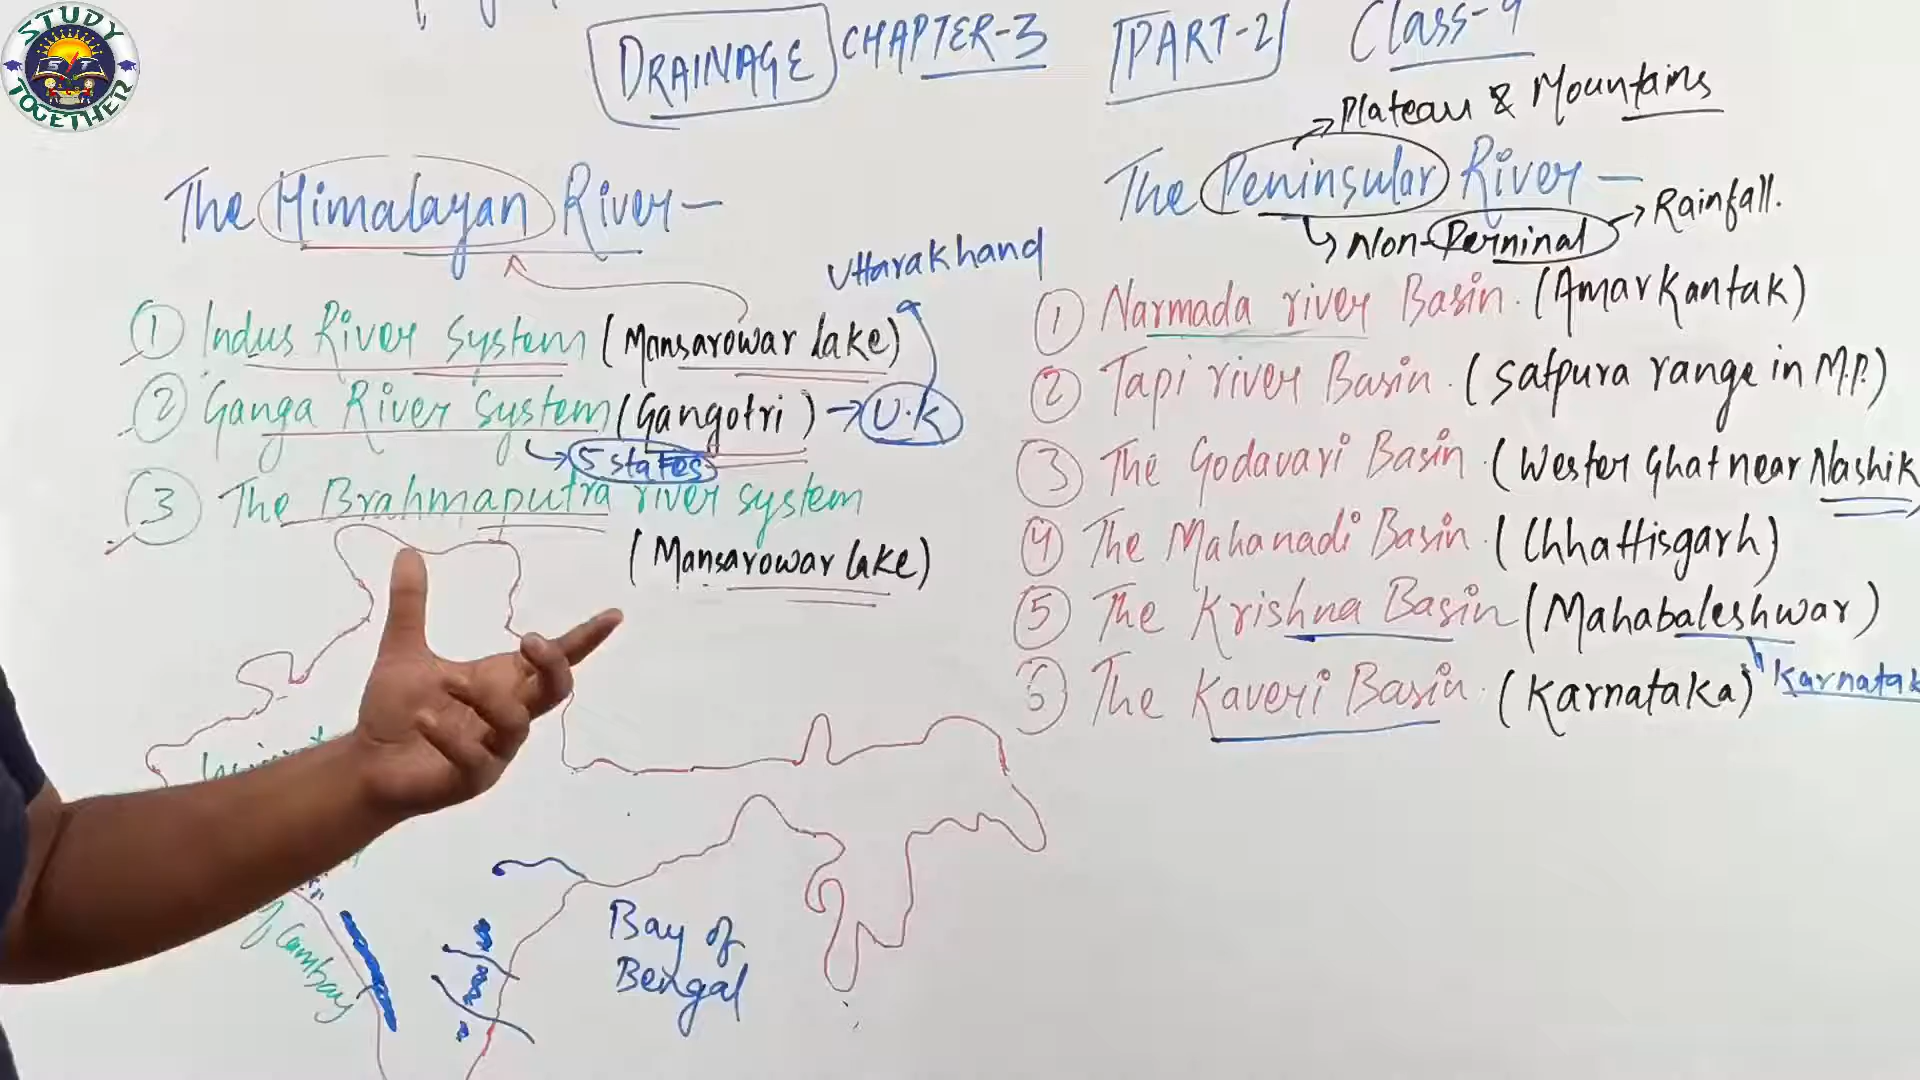 STUDY
ST
TOGETHER
DRAINAGE CHAPTER-3 PART-2 Class-9
The Himalayan River-
Uttarakhand
① Indus River System (Mansarowar lake)
② Ganga River System (Gangotri) → U.K
→ 5 states
③ The Brahmaputra river system
(Mansarowar lake)
Cambay
Bay of
Bengal
→ Plateau & Mountains
The Peninsular River -
→ Non-Perninal → Rainfall.
① Narmada river Basin. (Amarkantak)
② Tapi river Basin. (Satpura range in M.P.)
③ The Godavari Basin (Wester Ghat near Nashik
④ The Mahanadi Basin. (Chhattisgarh)
⑤ The Krishna Basin (Mahabaleshwar)
Karnatak
⑥ The Kaveri Basin. (Karnataka)